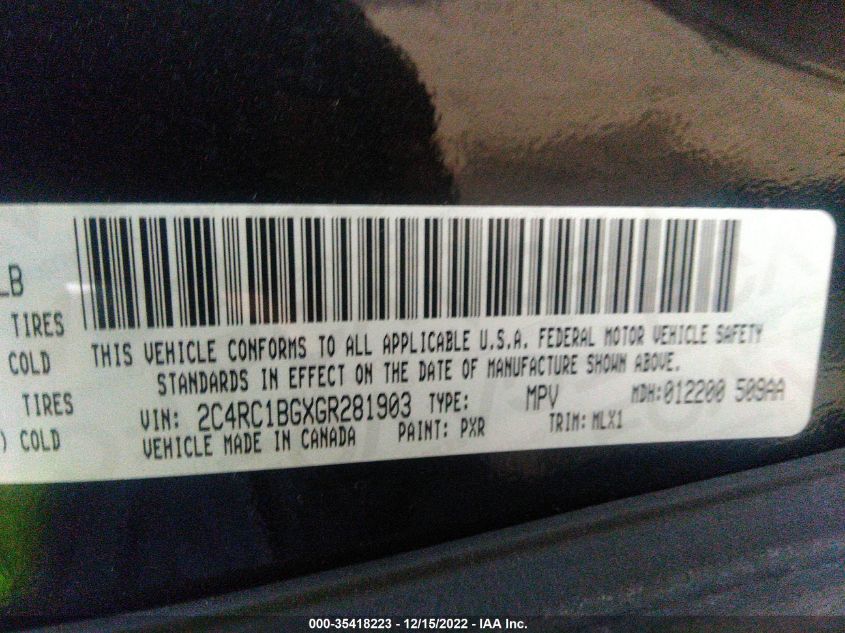 LB
TIRES
COLD
TIRES
) COLD
THIS VEHICLE CONFORMS TO ALL APPLICABLE U.S.A. FEDERAL MOTOR VEHICLE SAFETY
STANDARDS IN EFFECT ON THE DATE OF MANUFACTURE SHOWN ABOVE.
VIN: 2C4RC1BGXGR281903 TYPE: MPV MDH:012200 509AA
VEHICLE MADE IN CANADA PAINT: PXR TRIM: MLX1
000-35418223 - 12/15/2022 - IAA Inc.